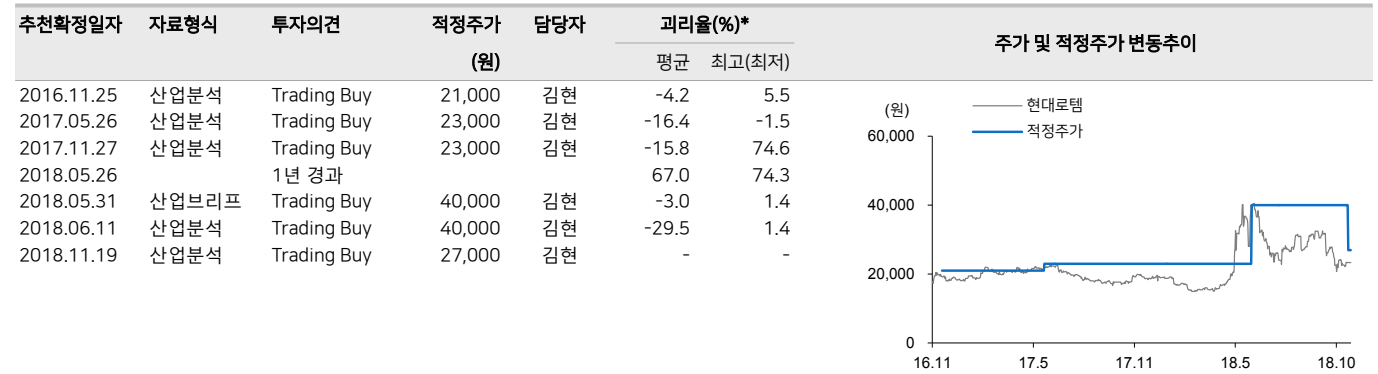 추천확정일자 자료형식 투자의견 적정주가 담당자 괴리율(%)* 주가 및 적정주가 변동추이
(원) 평균 최고(최저)
2016.11.25 산업분석 Trading Buy 21,000 김현 -4.2 5.5
2017.05.26 산업분석 Trading Buy 23,000 김현 -16.4 -1.5
2017.11.27 산업분석 Trading Buy 23,000 김현 -15.8 74.6
2018.05.26 1년 경과 67.0 74.3
2018.05.31 산업브리프 Trading Buy 40,000 김현 -3.0 1.4
2018.06.11 산업분석 Trading Buy 40,000 김현 -29.5 1.4
2018.11.19 산업분석 Trading Buy 27,000 김현 - -
(원)
현대로템
적정주가
60,000
40,000
20,000
0
16.11 17.5 17.11 18.5 18.10